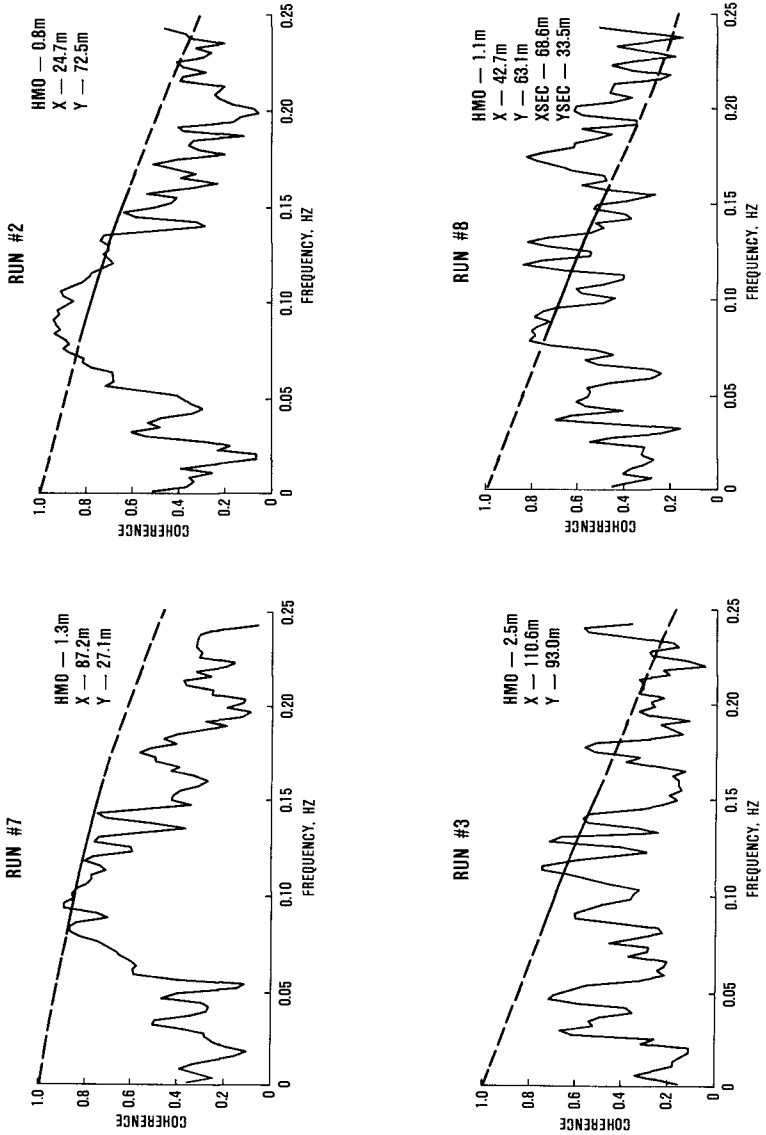 RUN #7
HMO — 1.3m
X — 87.2m
Y — 27.1m
COHERENCE
1.0
0.8
0.6
0.4
0.2
0
0 0.05 0.10 0.15 0.20 0.25
FREQUENCY, HZ
RUN #2
HMO — 0.8m
X — 24.7m
Y — 72.5m
COHERENCE
1.0
0.8
0.6
0.4
0.2
0
0 0.05 0.10 0.15 0.20 0.25
FREQUENCY, HZ
RUN #3
HMO — 2.5m
X — 110.6m
Y — 93.0m
COHERENCE
1.0
0.8
0.6
0.4
0.2
0
0 0.05 0.10 0.15 0.20 0.25
FREQUENCY, HZ
RUN #8
HMO — 1.1m
X — 42.7m
Y — 63.1m
XSEC — 68.6m
YSEC — 33.5m
COHERENCE
1.0
0.8
0.6
0.4
0.2
0
0 0.05 0.10 0.15 0.20 0.25
FREQUENCY, HZ